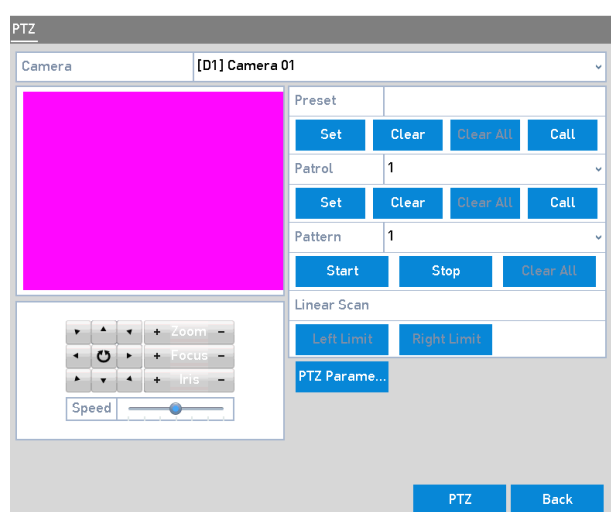 PTZ
Camera [D1] Camera 01
Preset
Set Clear Clear All Call
Patrol 1
Set Clear Clear All Call
Pattern 1
Start Stop Clear All
Linear Scan
Left Limit Right Limit
PTZ Parame...
+ Zoom -
+ Focus -
+ Iris -
Speed
PTZ Back